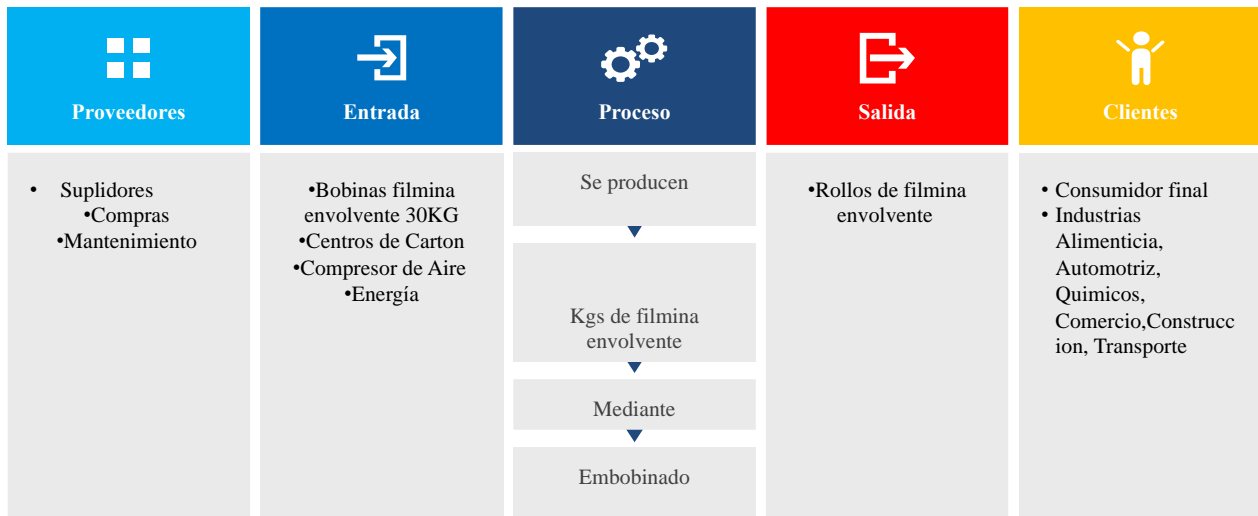 Proveedores
Entrada
Proceso
Salida
Clientes
• Suplidores
•Compras
•Mantenimiento
•Bobinas filmina
envolvente 30KG
•Centros de Carton
•Compresor de Aire
•Energía
Se producen
Kgs de filmina
envolvente
Mediante
Embobinado
•Rollos de filmina
envolvente
• Consumidor final
• Industrias
Alimenticia,
Automotriz,
Quimicos,
Comercio,Construcc
ion, Transporte